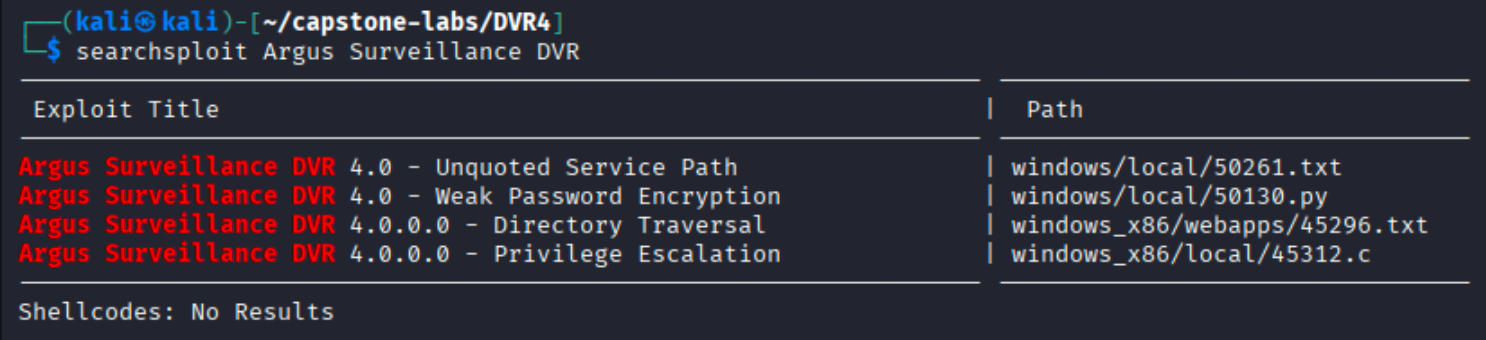 (kali㉿kali)-[~/capstone-labs/DVR4]
$ searchsploit Argus Surveillance DVR
Exploit Title | Path
Argus Surveillance DVR 4.0 - Unquoted Service Path | windows/local/50261.txt
Argus Surveillance DVR 4.0 - Weak Password Encryption | windows/local/50130.py
Argus Surveillance DVR 4.0.0.0 - Directory Traversal | windows_x86/webapps/45296.txt
Argus Surveillance DVR 4.0.0.0 - Privilege Escalation | windows_x86/local/45312.c
Shellcodes: No Results